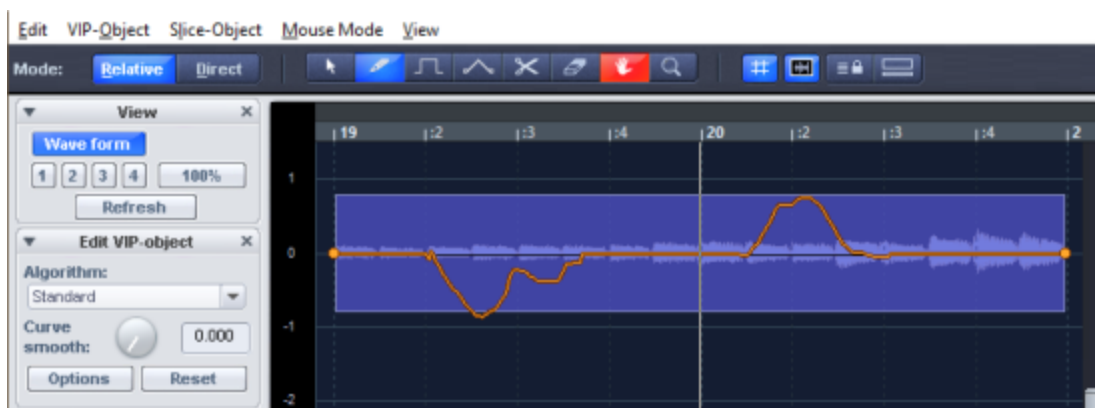 Edit VIP-Object Slice-Object Mouse Mode View
Mode: Relative Direct
View
Wave form
1 2 3 4 100%
Refresh
Edit VIP-object
Algorithm:
Standard
Curve smooth: 0.000
Options Reset
19 :2 :3 :4 20 :2 :3 :4 2
1
0
-1
-2